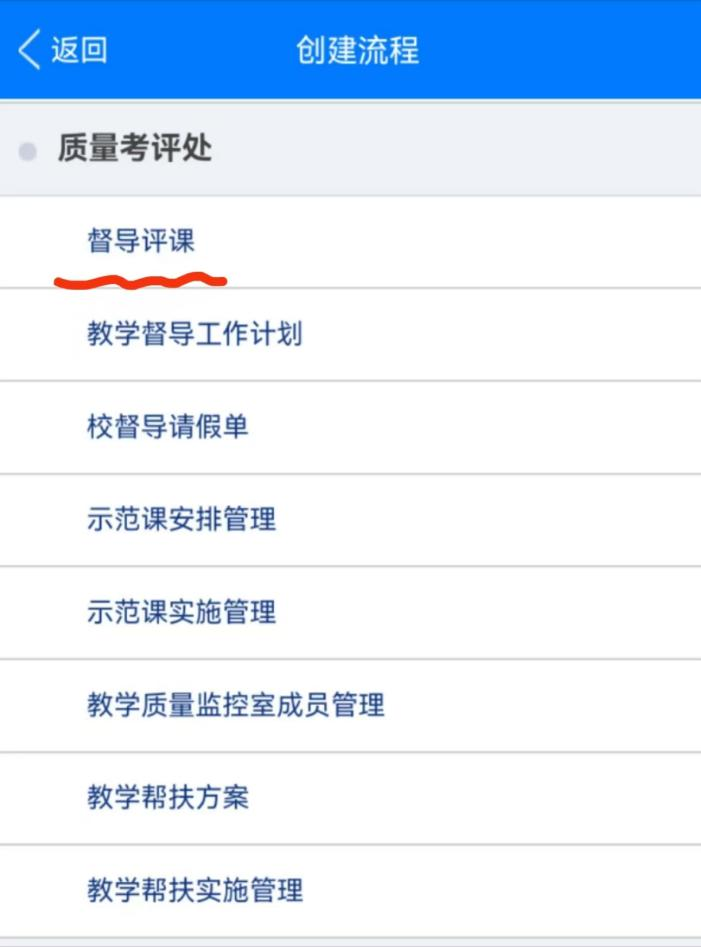 返回 创建流程
质量考评处
督导评课
教学督导工作计划
校督导请假单
示范课安排管理
示范课实施管理
教学质量监控室成员管理
教学帮扶方案
教学帮扶实施管理